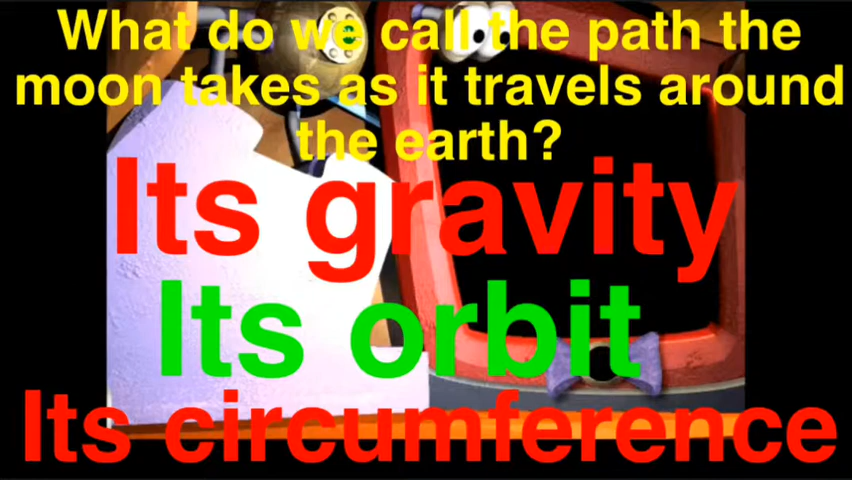 What do we call the path the
moon takes as it travels around
the earth?
Its gravity
Its orbit
Its circumference